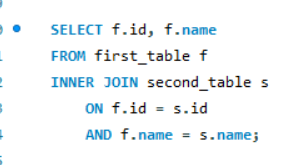 SELECT f.id, f.name
FROM first_table f
INNER JOIN second_table s
ON f.id = s.id
AND f.name = s.name;